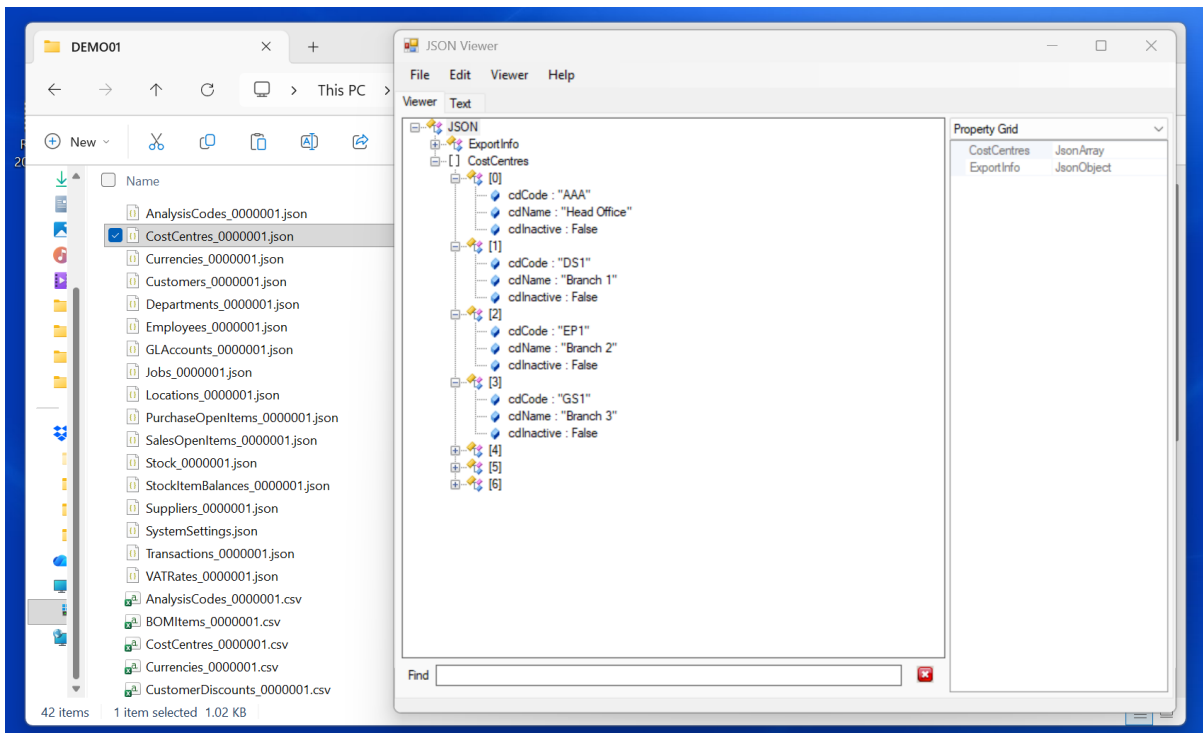 DEMO01
This PC
New
Name
AnalysisCodes_0000001.json
CostCentres_0000001.json
Currencies_0000001.json
Customers_0000001.json
Departments_0000001.json
Employees_0000001.json
GLAccounts_0000001.json
Jobs_0000001.json
Locations_0000001.json
PurchaseOpenItems_0000001.json
SalesOpenItems_0000001.json
Stock_0000001.json
StockItemBalances_0000001.json
Suppliers_0000001.json
SystemSettings.json
Transactions_0000001.json
VATRates_0000001.json
AnalysisCodes_0000001.csv
BOMItems_0000001.csv
CostCentres_0000001.csv
Currencies_0000001.csv
CustomerDiscounts_0000001.csv
42 items 1 item selected 1.02 KB
JSON Viewer
File Edit Viewer Help
Viewer Text
JSON
ExportInfo
[ ] CostCentres
[0]
cdCode : "AAA"
cdName : "Head Office"
cdInactive : False
[1]
cdCode : "DS1"
cdName : "Branch 1"
cdInactive : False
[2]
cdCode : "EP1"
cdName : "Branch 2"
cdInactive : False
[3]
cdCode : "GS1"
cdName : "Branch 3"
cdInactive : False
[4]
[5]
[6]
Find
Property Grid
CostCentres JsonArray
ExportInfo JsonObject